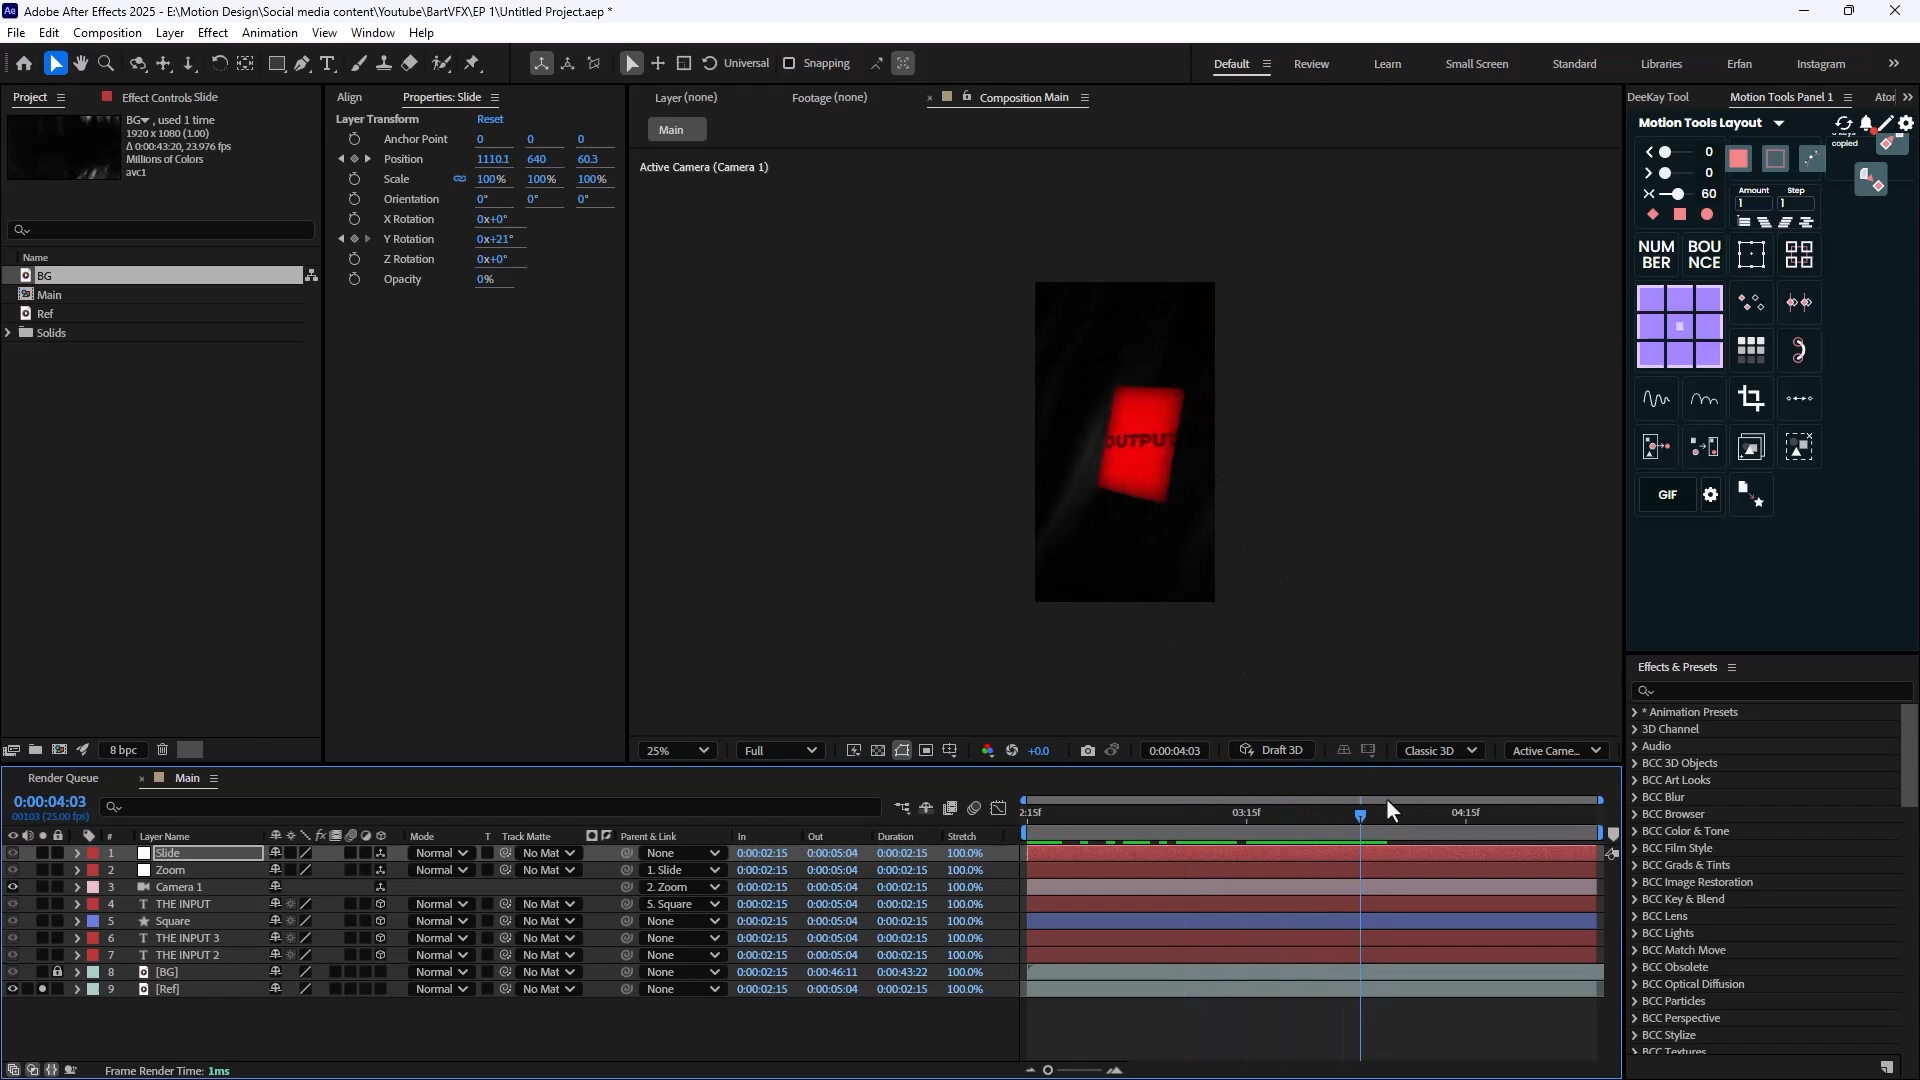 Ae Adobe After Effects 2025 - E:\Motion Design\Social media content\Youtube\BartVFX\EP 1\Untitled Project.aep *
File Edit Composition Layer Effect Animation View Window Help
Universal Snapping Default Review Learn Small Screen Standard Libraries Erfan Instagram
Project Effect Controls Slide
BG , used 1 time
1920 x 1080 (1.00)
Δ 0:00:43:20, 23.976 fps
Millions of Colors
avc1
Name
BG
Main
Ref
Solids
8 bpc
Align Properties: Slide
Layer Transform Reset
Anchor Point 0 0 0
Position 1110.1 640 60.3
Scale 100% 100% 100%
Orientation 0° 0° 0°
X Rotation 0x+0°
Y Rotation 0x+21°
Z Rotation 0x+0°
Opacity 0%
Layer (none) Footage (none) Composition Main
Main
Active Camera (Camera 1)
OUTPUT
25% Full +0.0 0:00:04:03 Draft 3D Classic 3D Active Came...
DeeKay Tool Motion Tools Panel 1
Motion Tools Layout
0
0
60
copied
Amount Step
1 1
NUM
BER
BOU
NCE
GIF
Effects & Presets
* Animation Presets
3D Channel
Audio
BCC 3D Objects
BCC Art Looks
BCC Blur
BCC Browser
BCC Color & Tone
BCC Film Style
BCC Grads & Tints
BCC Image Restoration
BCC Key & Blend
BCC Lens
BCC Lights
BCC Match Move
BCC Obsolete
BCC Optical Diffusion
BCC Particles
BCC Perspective
BCC Stylize
BCC Textures
Render Queue Main
0:00:04:03
00103 (25.00 fps)
2:15f 03:15f 04:15f
# Layer Name Mode T Track Matte Parent & Link In Out Duration Stretch
1 Slide Normal No Mat None 0:00:02:15 0:00:05:04 0:00:02:15 100.0%
2 Zoom Normal No Mat 1. Slide 0:00:02:15 0:00:05:04 0:00:02:15 100.0%
3 Camera 1 2. Zoom 0:00:02:15 0:00:05:04 0:00:02:15 100.0%
4 T THE INPUT Normal No Mat 5. Square 0:00:02:15 0:00:05:04 0:00:02:15 100.0%
5 Square Normal No Mat None 0:00:02:15 0:00:05:04 0:00:02:15 100.0%
6 T THE INPUT 3 Normal No Mat None 0:00:02:15 0:00:05:04 0:00:02:15 100.0%
7 T THE INPUT 2 Normal No Mat None 0:00:02:15 0:00:05:04 0:00:02:15 100.0%
8 [BG] Normal No Mat None 0:00:02:15 0:00:46:11 0:00:43:22 100.0%
9 [Ref] Normal No Mat None 0:00:02:15 0:00:05:04 0:00:02:15 100.0%
Frame Render Time: 1ms